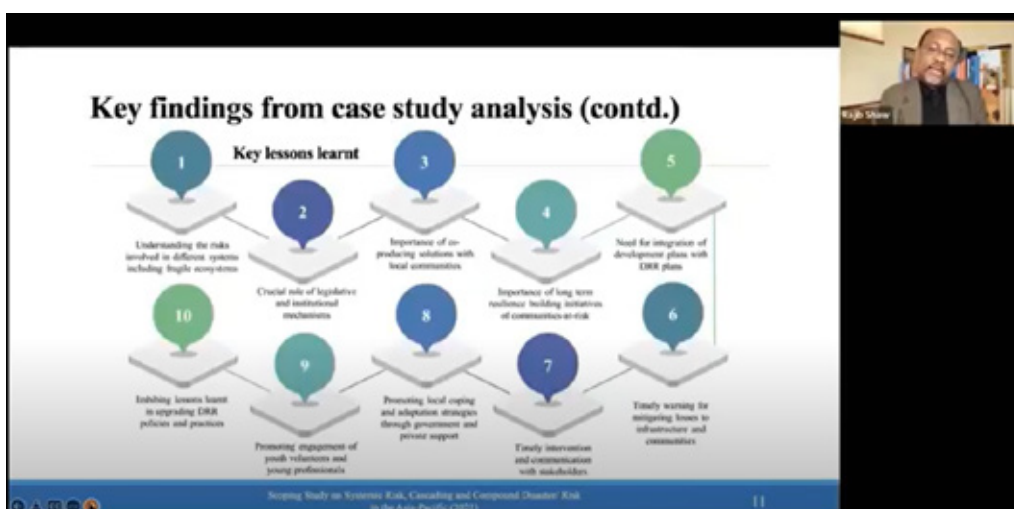 Key findings from case study analysis (contd.)
Key lessons learnt
1
Understanding the risks
involved in different systems
including fragile ecosystems
2
Crucial role of legislative
and institutional
mechanisms
3
Importance of co-
producing solutions with
local communities
4
Importance of long term
resilience building initiatives
of communities-at-risk
5
Need for integration of
development plans with
DRR plans
6
Timely warning for
mitigating losses to
infrastructure and
communities
7
Timely intervention
and communication
with stakeholders
8
Promoting local coping
and adaptation strategies
through government and
private support
9
Promoting engagement of
youth volunteers and
young professionals
10
Imbibing lessons learnt
in upgrading DRR
policies and practices
Scoping Study on Systemic Risk, Cascading and Compound Disaster Risk
in the Asia-Pacific (2021)
11
Rajib Shaw